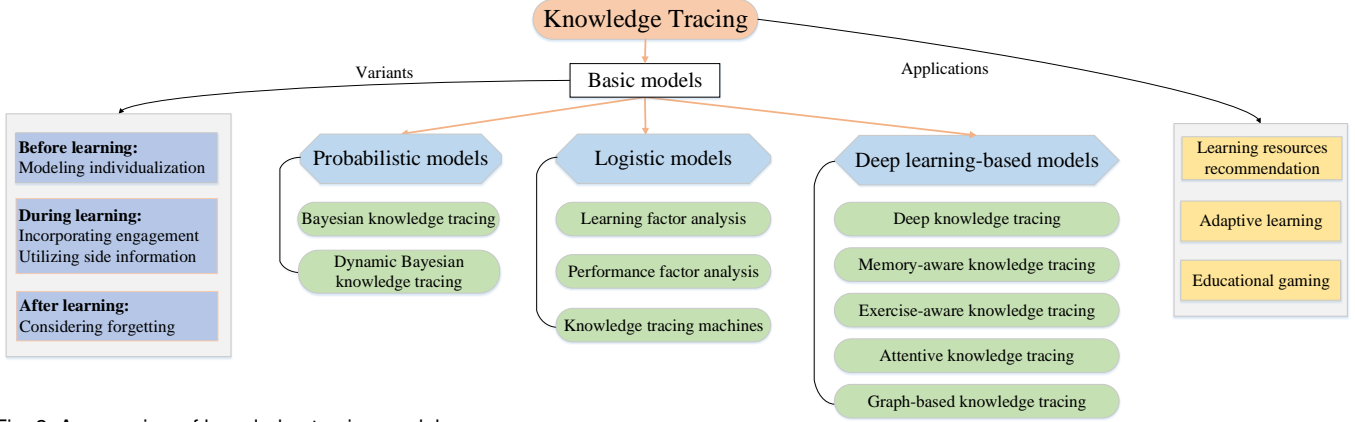 Knowledge Tracing
Variants
Applications
Basic models
Before learning:
Modeling individualization
During learning:
Incorporating engagement
Utilizing side information
After learning:
Considering forgetting
Probabilistic models
Bayesian knowledge tracing
Dynamic Bayesian
knowledge tracing
Logistic models
Learning factor analysis
Performance factor analysis
Knowledge tracing machines
Deep learning-based models
Deep knowledge tracing
Memory-aware knowledge tracing
Exercise-aware knowledge tracing
Attentive knowledge tracing
Graph-based knowledge tracing
Learning resources
recommendation
Adaptive learning
Educational gaming